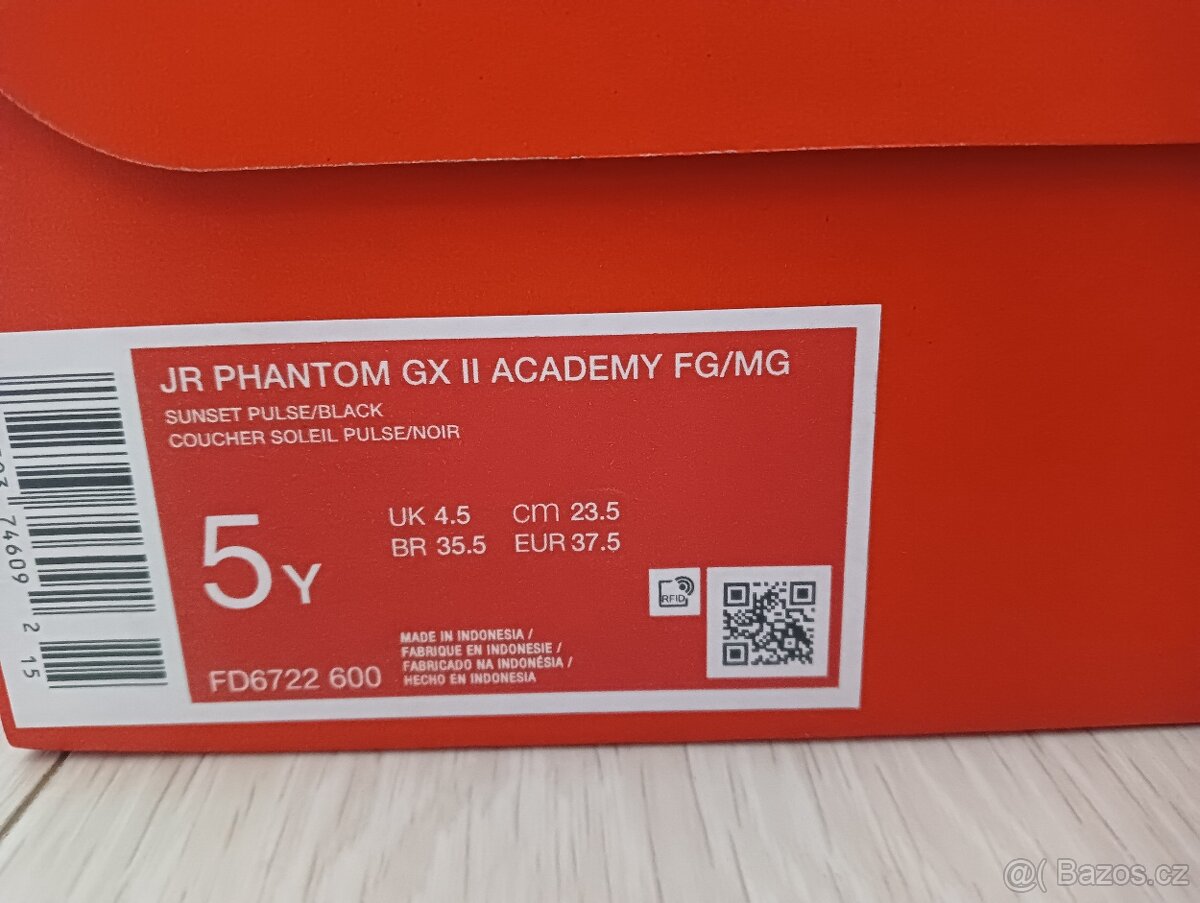 JR PHANTOM GX II ACADEMY FG/MG
SUNSET PULSE/BLACK
COUCHER SOLEIL PULSE/NOIR
5Y
UK 4.5 cm 23.5
BR 35.5 EUR 37.5
RFID
MADE IN INDONESIA /
FABRIQUE EN INDONESIE /
FABRICADO NA INDONÉSIA /
HECHO EN INDONESIA
FD6722 600
74609 2 15
@( Bazos.cz